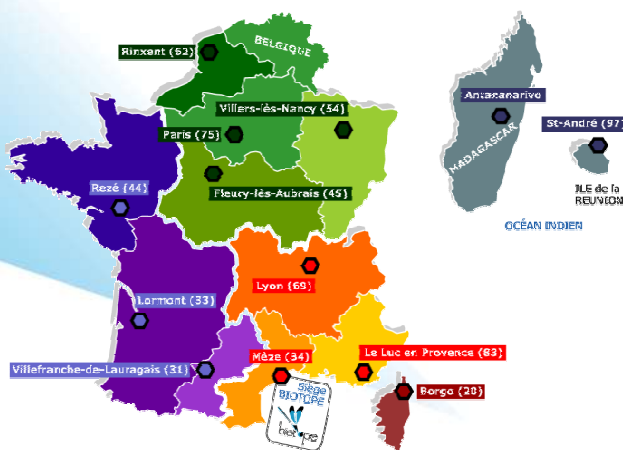 Rinxent (62)
BELGIQUE
Villers-lès-Nancy (54)
Paris (75)
Fleury-lès-Aubrais (45)
Rezé (44)
Lyon (69)
Lormont (33)
Villefranche-de-Lauragais (31)
Mèze (34)
Le Luc en Provence (83)
Siège
BIOTOPE
biotope
Borgo (20)
Antananarivo
MADAGASCAR
St-André (97)
ILE de la
REUNION
OCÉAN INDIEN